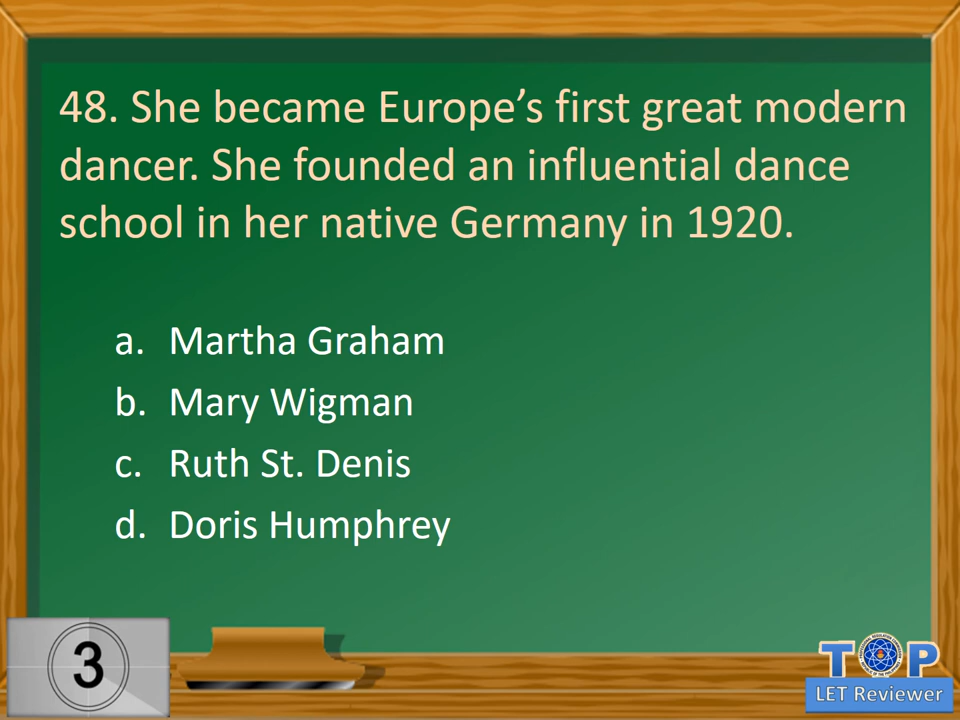 48. She became Europe’s first great modern
dancer. She founded an influential dance
school in her native Germany in 1920.
a. Martha Graham
b. Mary Wigman
c. Ruth St. Denis
d. Doris Humphrey
3
TOP
LET Reviewer